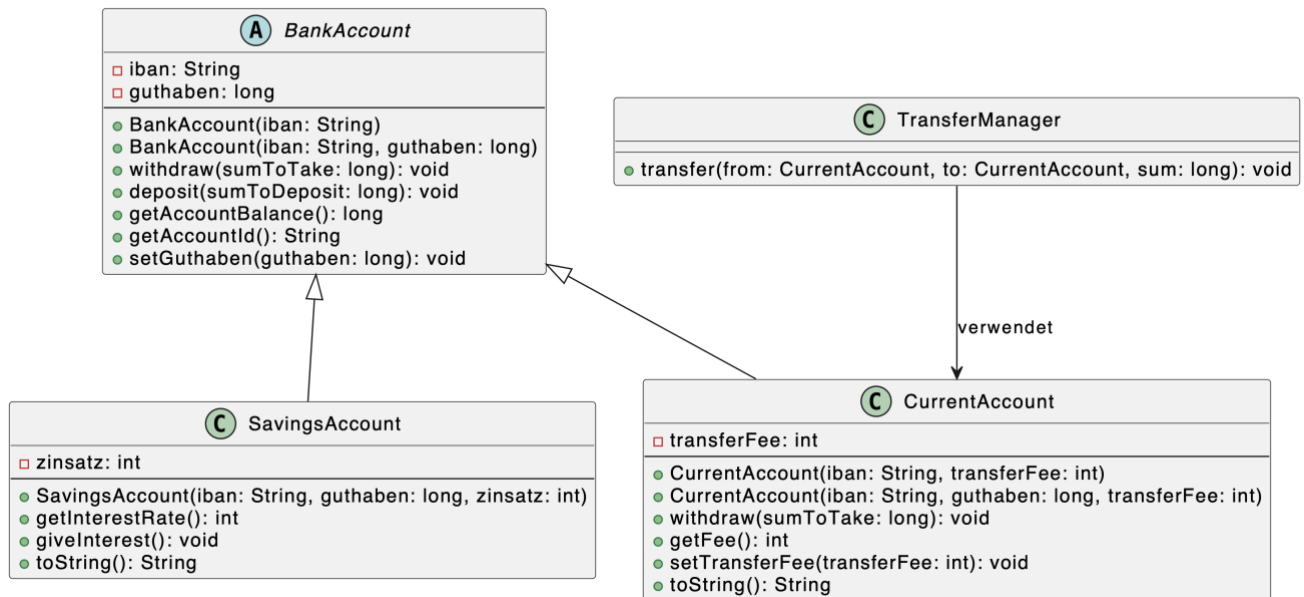 A BankAccount
iban: String
guthaben: long
BankAccount(iban: String)
BankAccount(iban: String, guthaben: long)
withdraw(sumToTake: long): void
deposit(sumToDeposit: long): void
getAccountBalance(): long
getAccountId(): String
setGuthaben(guthaben: long): void
C TransferManager
transfer(from: CurrentAccount, to: CurrentAccount, sum: long): void
verwendet
C SavingsAccount
zinsatz: int
SavingsAccount(iban: String, guthaben: long, zinsatz: int)
getInterestRate(): int
giveInterest(): void
toString(): String
C CurrentAccount
transferFee: int
CurrentAccount(iban: String, transferFee: int)
CurrentAccount(iban: String, guthaben: long, transferFee: int)
withdraw(sumToTake: long): void
getFee(): int
setTransferFee(transferFee: int): void
toString(): String